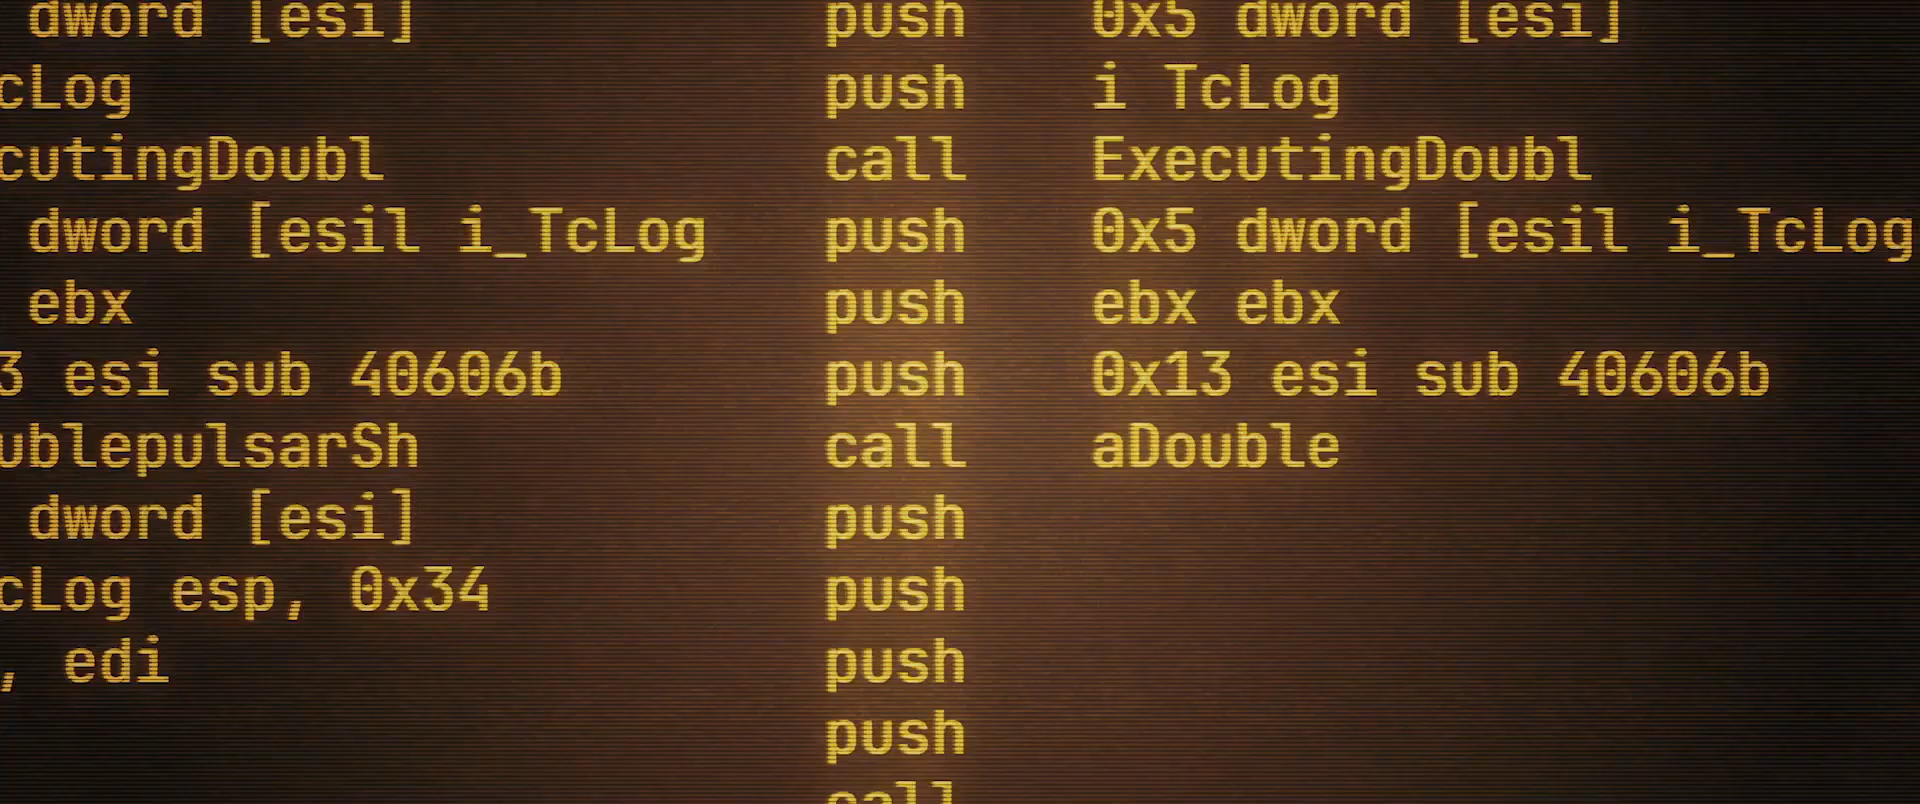 dword [esi] push 0x5 dword [esi]
cLog push i TcLog
cutingDoubl call ExecutingDoubl
dword [esil i_TcLog push 0x5 dword [esil i_TcLog
ebx push ebx ebx
3 esi sub 40606b push 0x13 esi sub 40606b
ublepulsarSh call aDouble
dword [esi] push
cLog esp, 0x34 push
, edi push
push
call